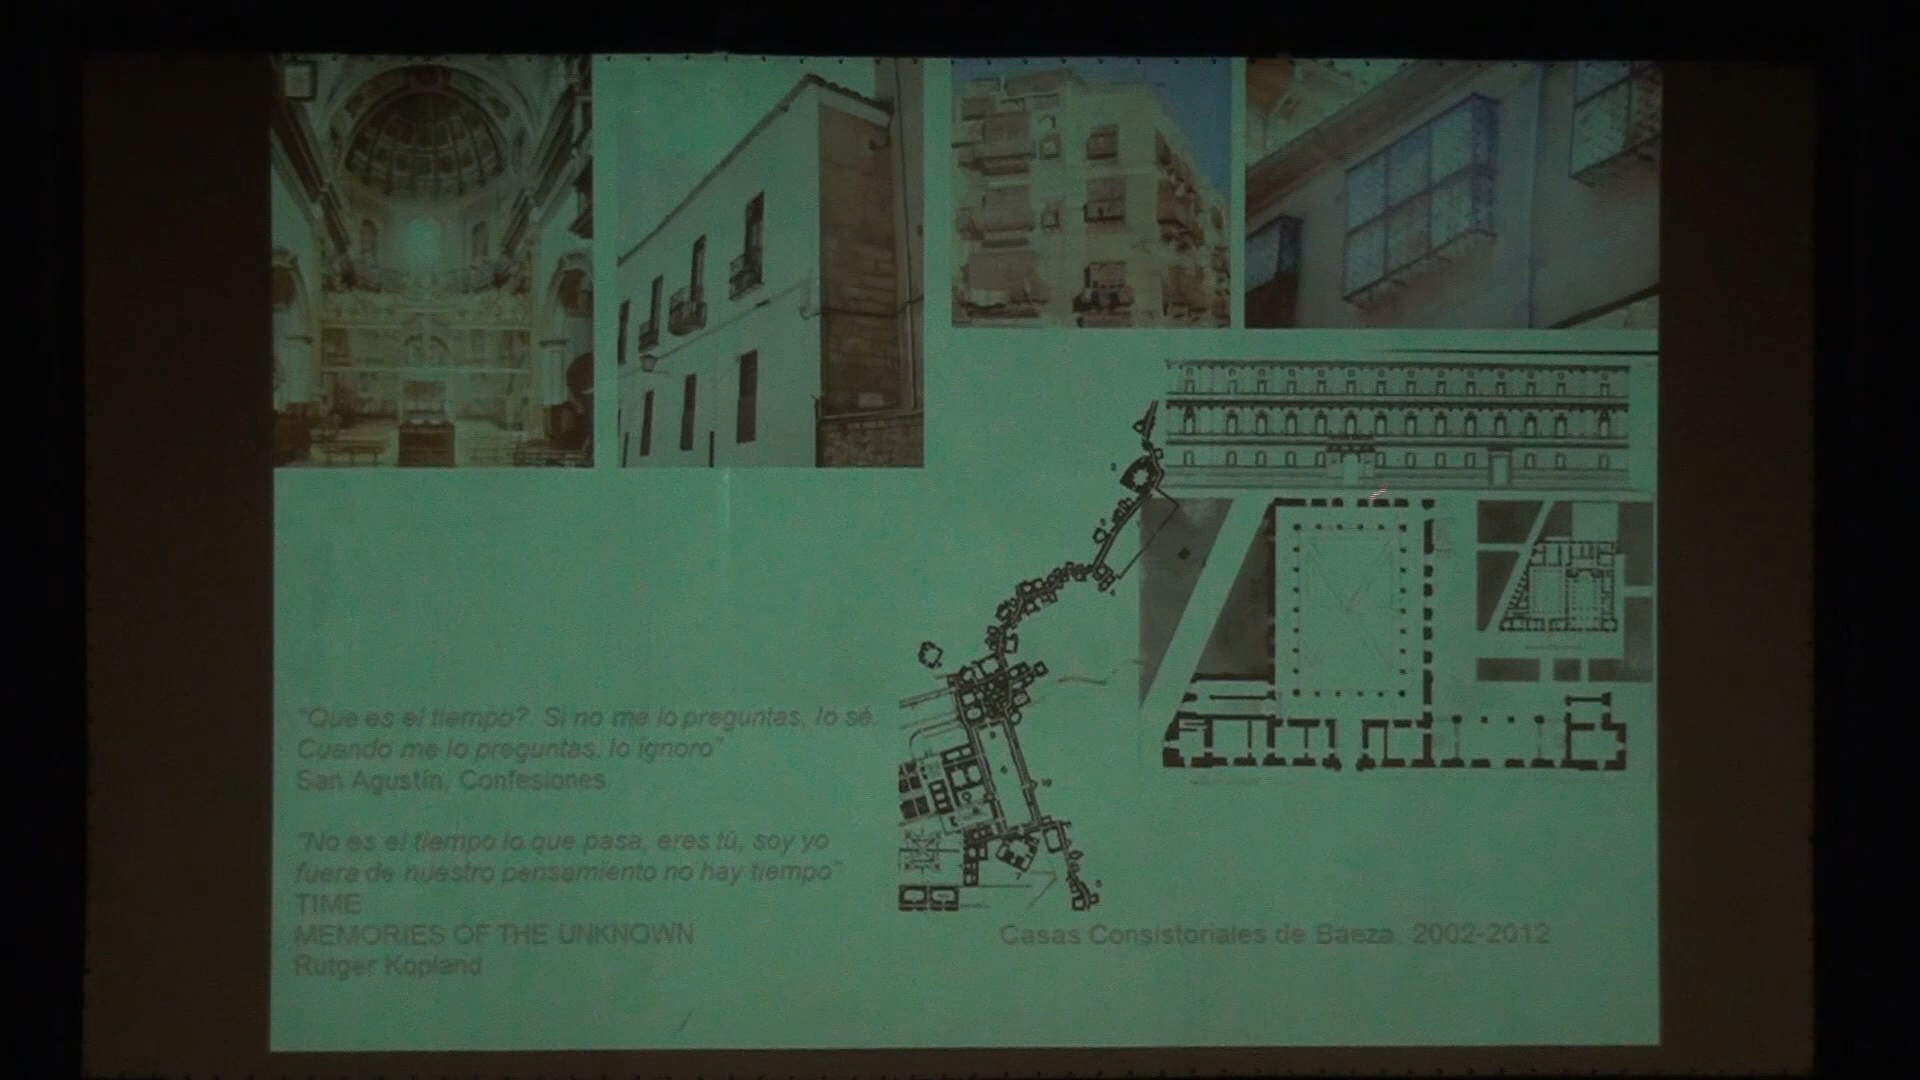 "Que es el tiempo? Si no me lo preguntas, lo sé.
Cuando me lo preguntas, lo ignoro"
San Agustín, Confesiones
"No es el tiempo lo que pasa, eres tú, soy yo
fuera de nuestro pensamiento no hay tiempo"
TIME
MEMORIES OF THE UNKNOWN
Rutger Kopland
Casas Consistoriales de Baeza, 2002-2012